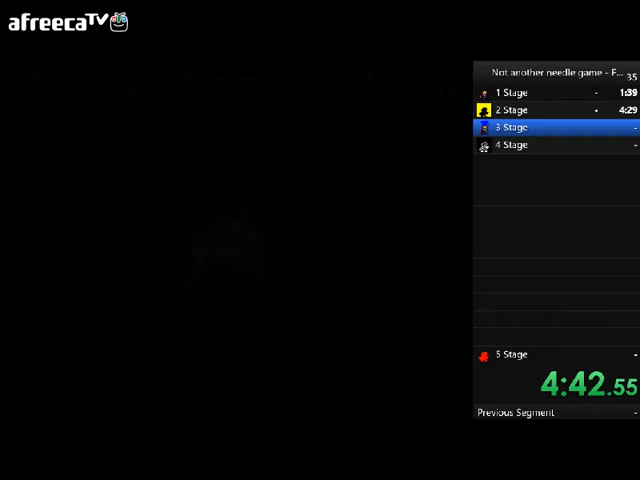 afreecaTV
Not another needle game - F... 35
1 Stage - 1:39
2 Stage - 4:29
3 Stage -
4 Stage -
5 Stage -
4:42.55
Previous Segment -